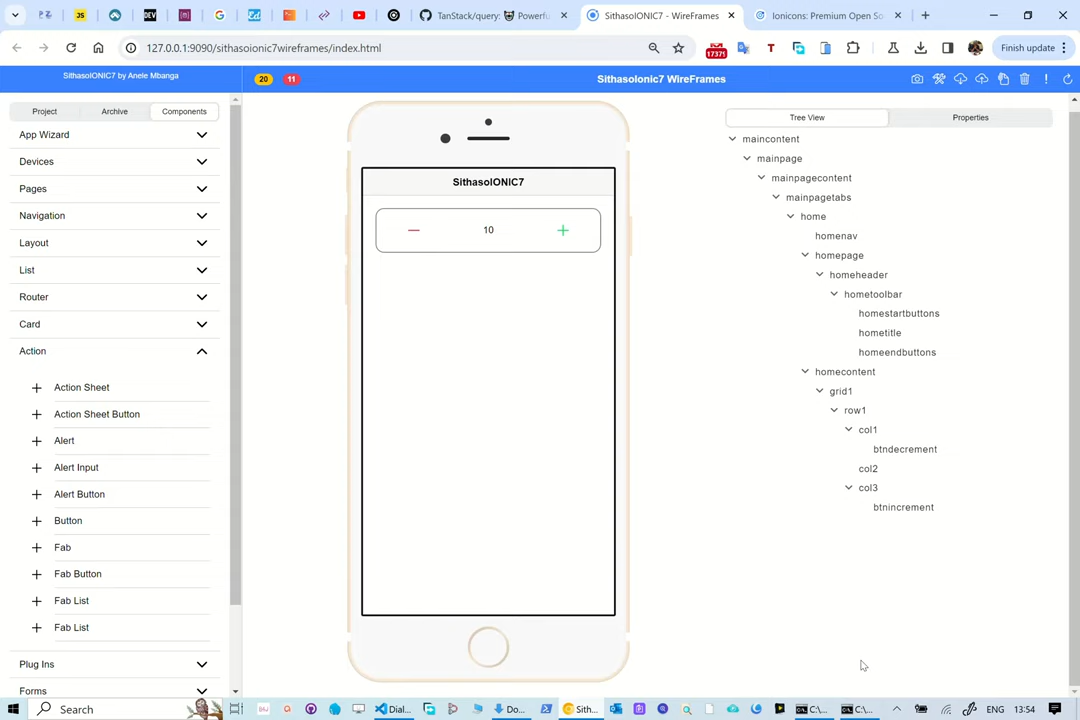 TanStack/query: 🤖 Powerfu
SithasoIONIC7 - WireFrames
Ionicons: Premium Open So
127.0.0.1:9090/sithasoionic7wireframes/index.html
17371
Finish update
SithasoIONIC7 by Anele Mbanga
20
11
SithasoIonic7 WireFrames
Project
Archive
Components
App Wizard
Devices
Pages
Navigation
Layout
List
Router
Card
Action
Action Sheet
Action Sheet Button
Alert
Alert Input
Alert Button
Button
Fab
Fab Button
Fab List
Fab List
Plug Ins
Forms
SithasoIONIC7
10
Tree View
Properties
maincontent
mainpage
mainpagecontent
mainpagetabs
home
homenav
homepage
homeheader
hometoolbar
homestartbuttons
hometitle
homeendbuttons
homecontent
grid1
row1
col1
btndecrement
col2
col3
btnincrement
Search
Dial...
Do...
Sith...
C:\...
C:\...
ENG
13:54